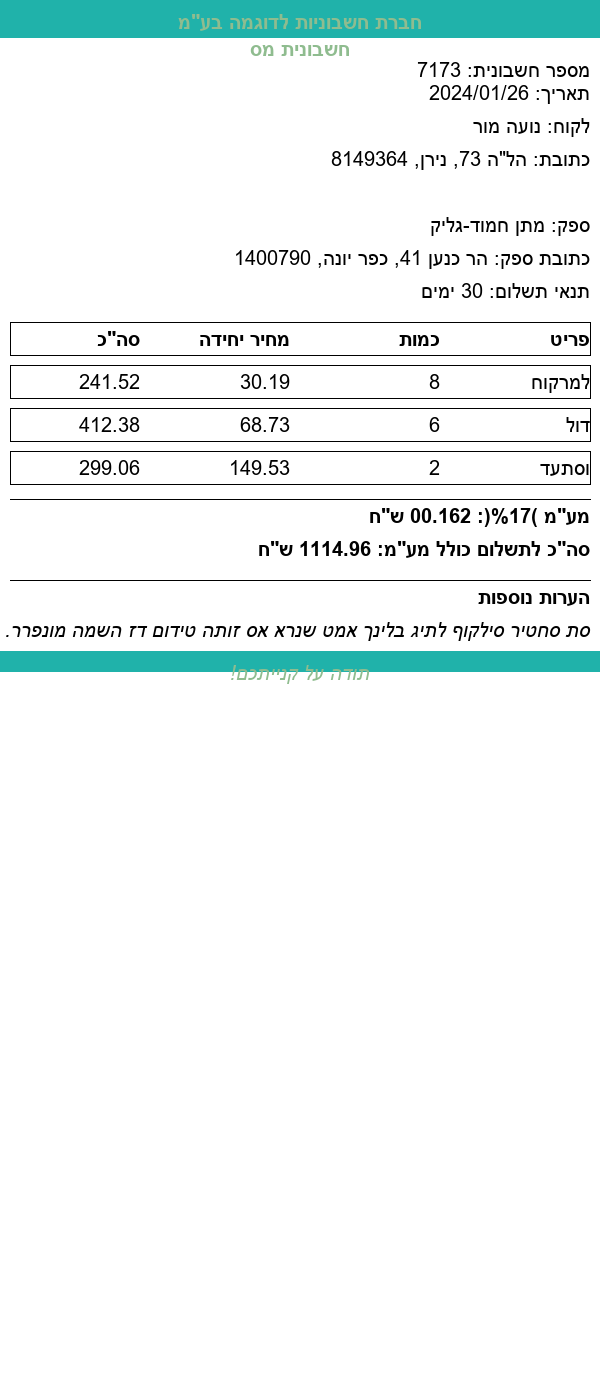 חברת חשבוניות לדוגמה בע"מ
חשבונית מס
מספר חשבונית: 7173
תאריך: 2024/01/26
לקוח: נועה מור
כתובת: הל"ה 73, נירן, 8149364
ספק: מתן חמוד-גליק
כתובת ספק: הר כנען 41, כפר יונה, 1400790
תנאי תשלום: 30 ימים
פריט כמות מחיר יחידה סה"כ
למרקוח 8 30.19 241.52
דול 6 68.73 412.38
וסתעד 2 149.53 299.06
מע"מ )17%(: 00.162 ש"ח
סה"כ לתשלום כולל מע"מ: 1114.96 ש"ח
הערות נוספות
סת סחטיר סילקוף לתיג בלינך אמט שנרא אס זותה טידום דז השמה מונפרר.
תודה על קנייתכם!